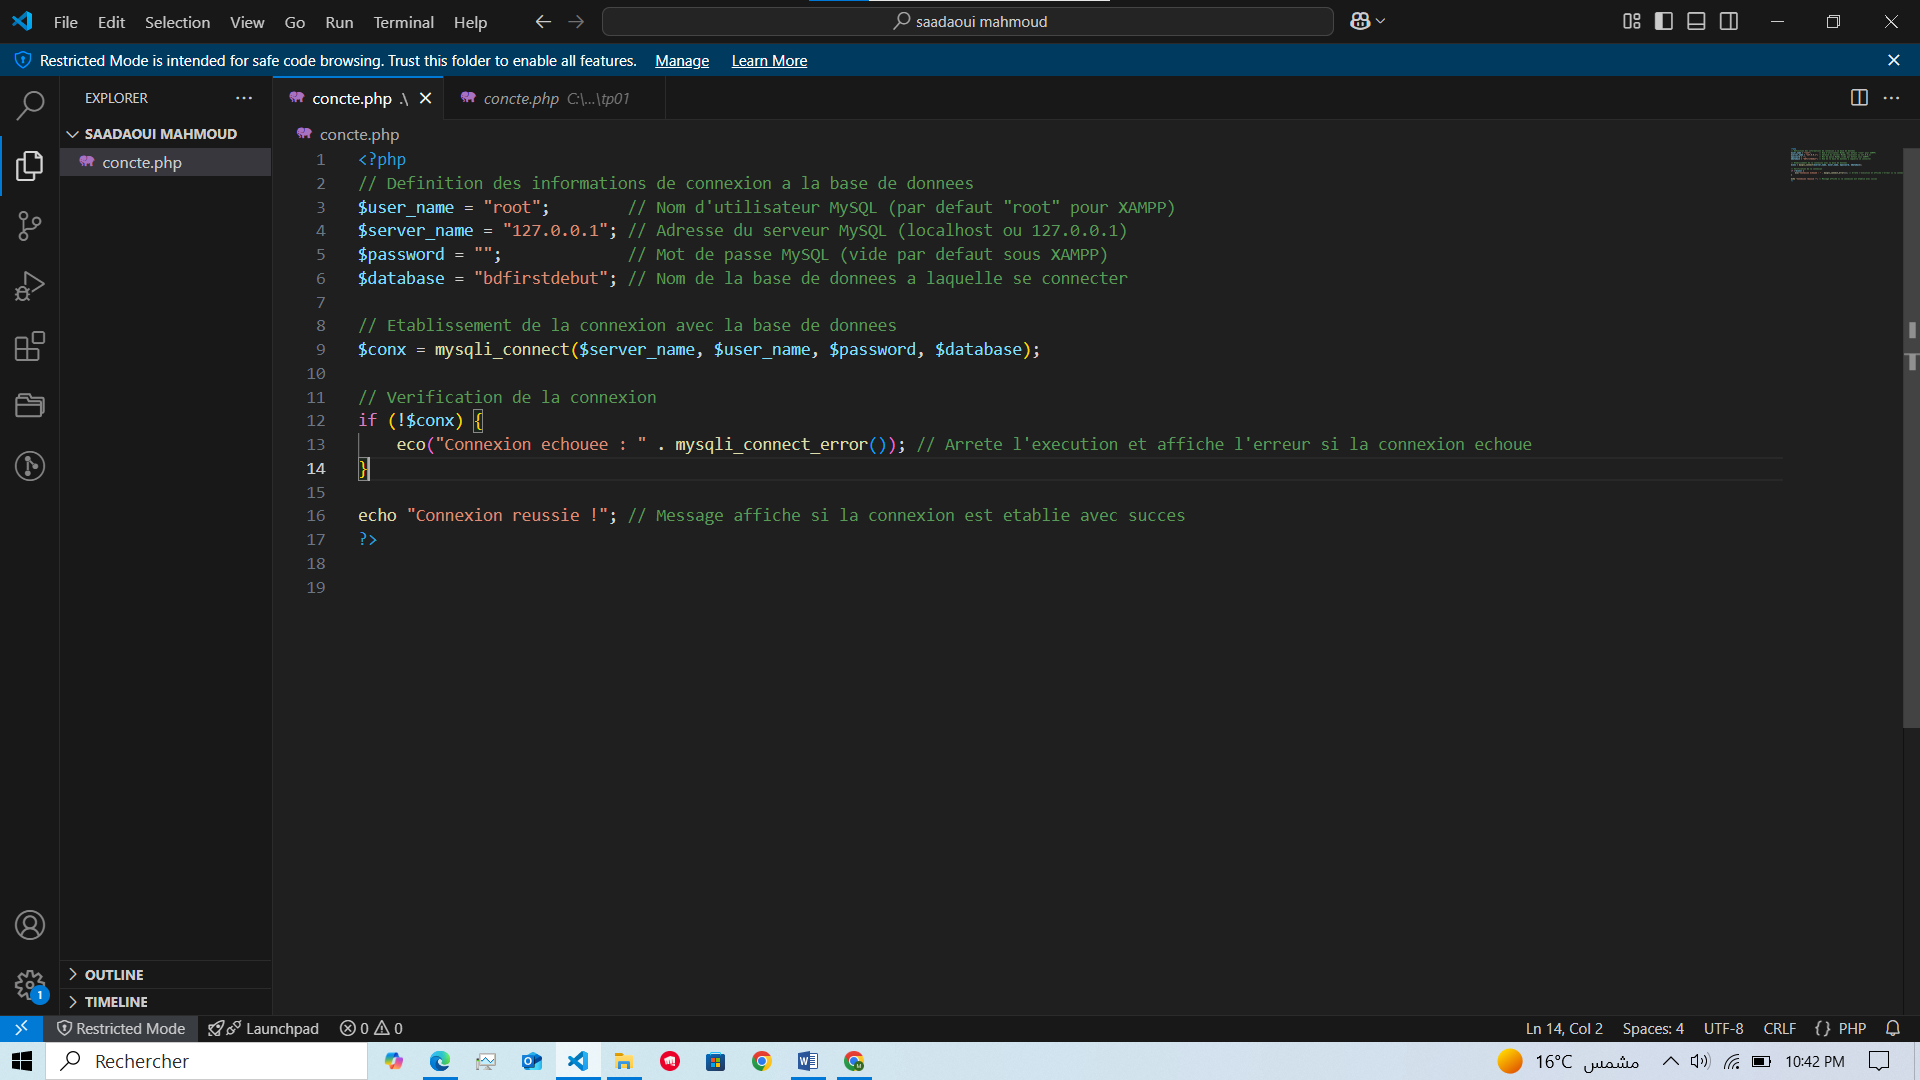 File Edit Selection View Go Run Terminal Help
saadaoui mahmoud
Restricted Mode is intended for safe code browsing. Trust this folder to enable all features. Manage Learn More
EXPLORER
SAADAOUI MAHMOUD
concte.php
OUTLINE
TIMELINE
concte.php .\
concte.php C:\...\tp01
concte.php
1 <?php
2 // Definition des informations de connexion a la base de donnees
3 $user_name = "root"; // Nom d'utilisateur MySQL (par defaut "root" pour XAMPP)
4 $server_name = "127.0.0.1"; // Adresse du serveur MySQL (localhost ou 127.0.0.1)
5 $password = ""; // Mot de passe MySQL (vide par defaut sous XAMPP)
6 $database = "bdfirstdebut"; // Nom de la base de donnees a laquelle se connecter
7
8 // Etablissement de la connexion avec la base de donnees
9 $conx = mysqli_connect($server_name, $user_name, $password, $database);
10
11 // Verification de la connexion
12 if (!$conx) {
13 eco("Connexion echouee : " . mysqli_connect_error()); // Arrete l'execution et affiche l'erreur si la connexion echoue
14 }
15
16 echo "Connexion reussie !"; // Message affiche si la connexion est etablie avec succes
17 ?>
18
19
1
Restricted Mode Launchpad 0 0
Ln 14, Col 2 Spaces: 4 UTF-8 CRLF {} PHP
Rechercher
16°C مشمس
10:42 PM